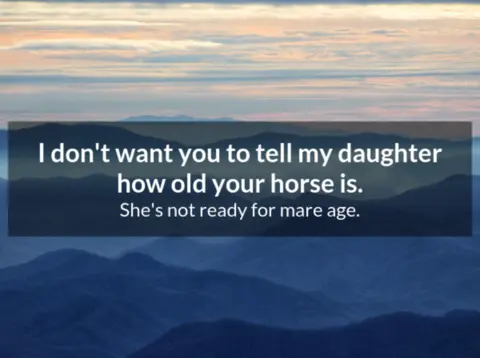 I don't want you to tell my daughter
how old your horse is.
She's not ready for mare age.